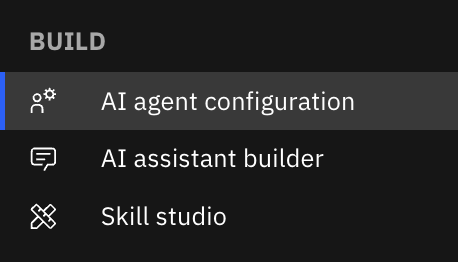 BUILD
AI agent configuration
AI assistant builder
Skill studio